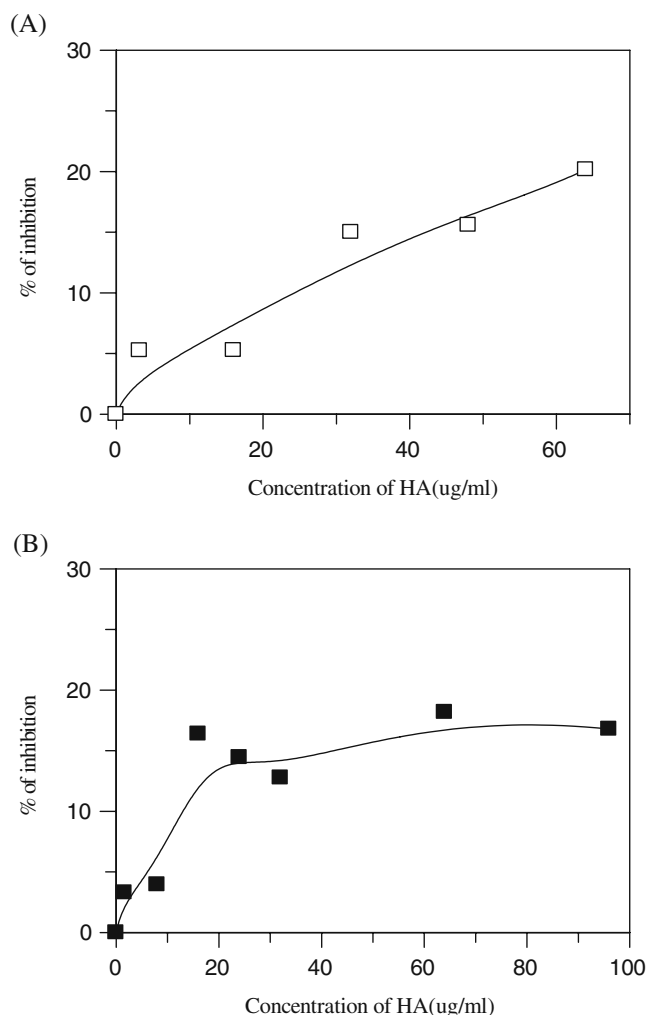 (A)
30
20
10
0
% of inhibition
0 20 40 60
Concentration of HA(ug/ml)
(B)
30
20
10
0
% of inhibition
0 20 40 60 80 100
Concentration of HA(ug/ml)